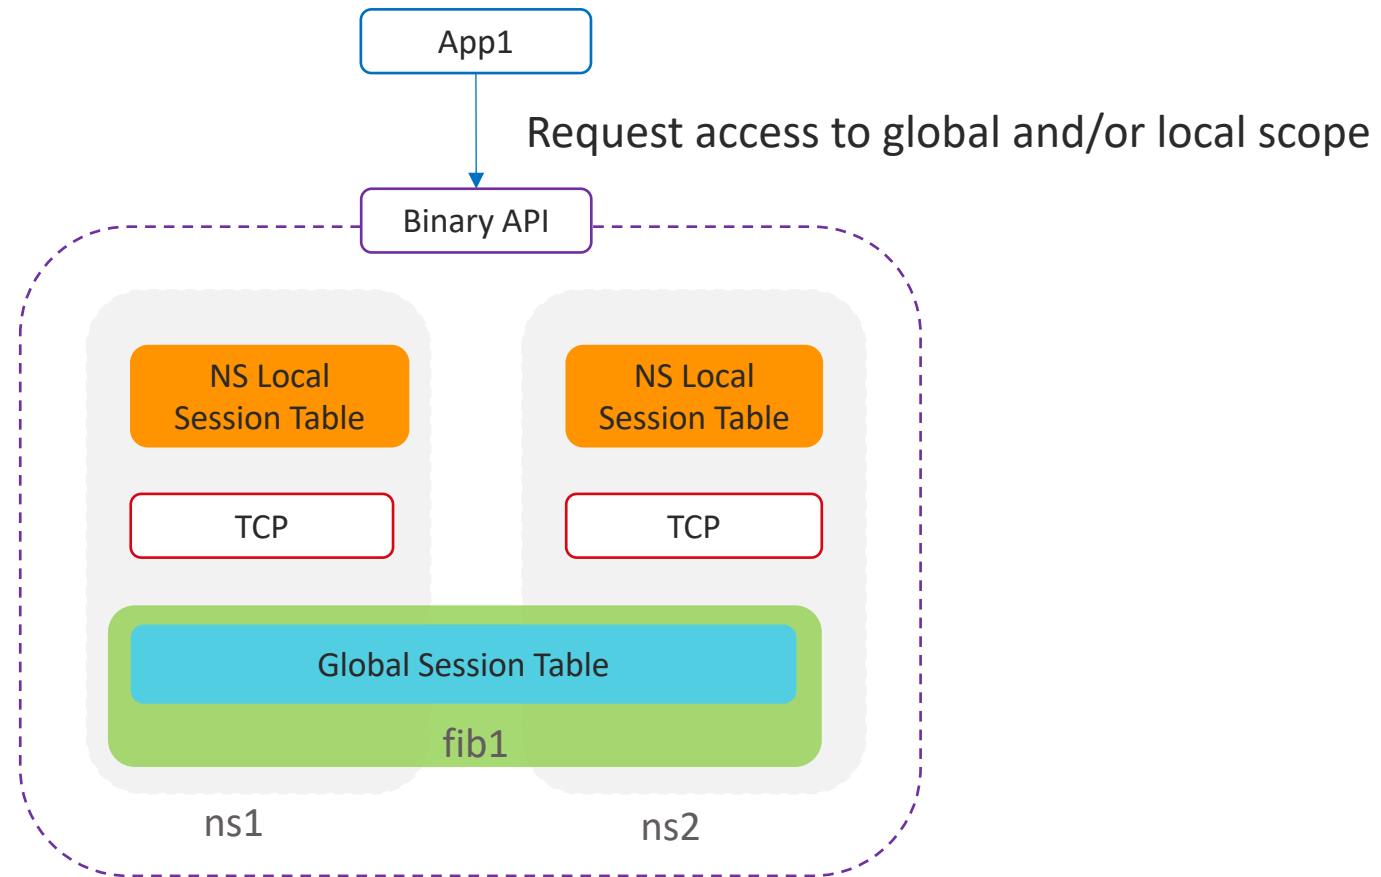 App1
Request access to global and/or local scope
Binary API
NS Local
Session Table
NS Local
Session Table
TCP
TCP
Global Session Table
fib1
ns1
ns2